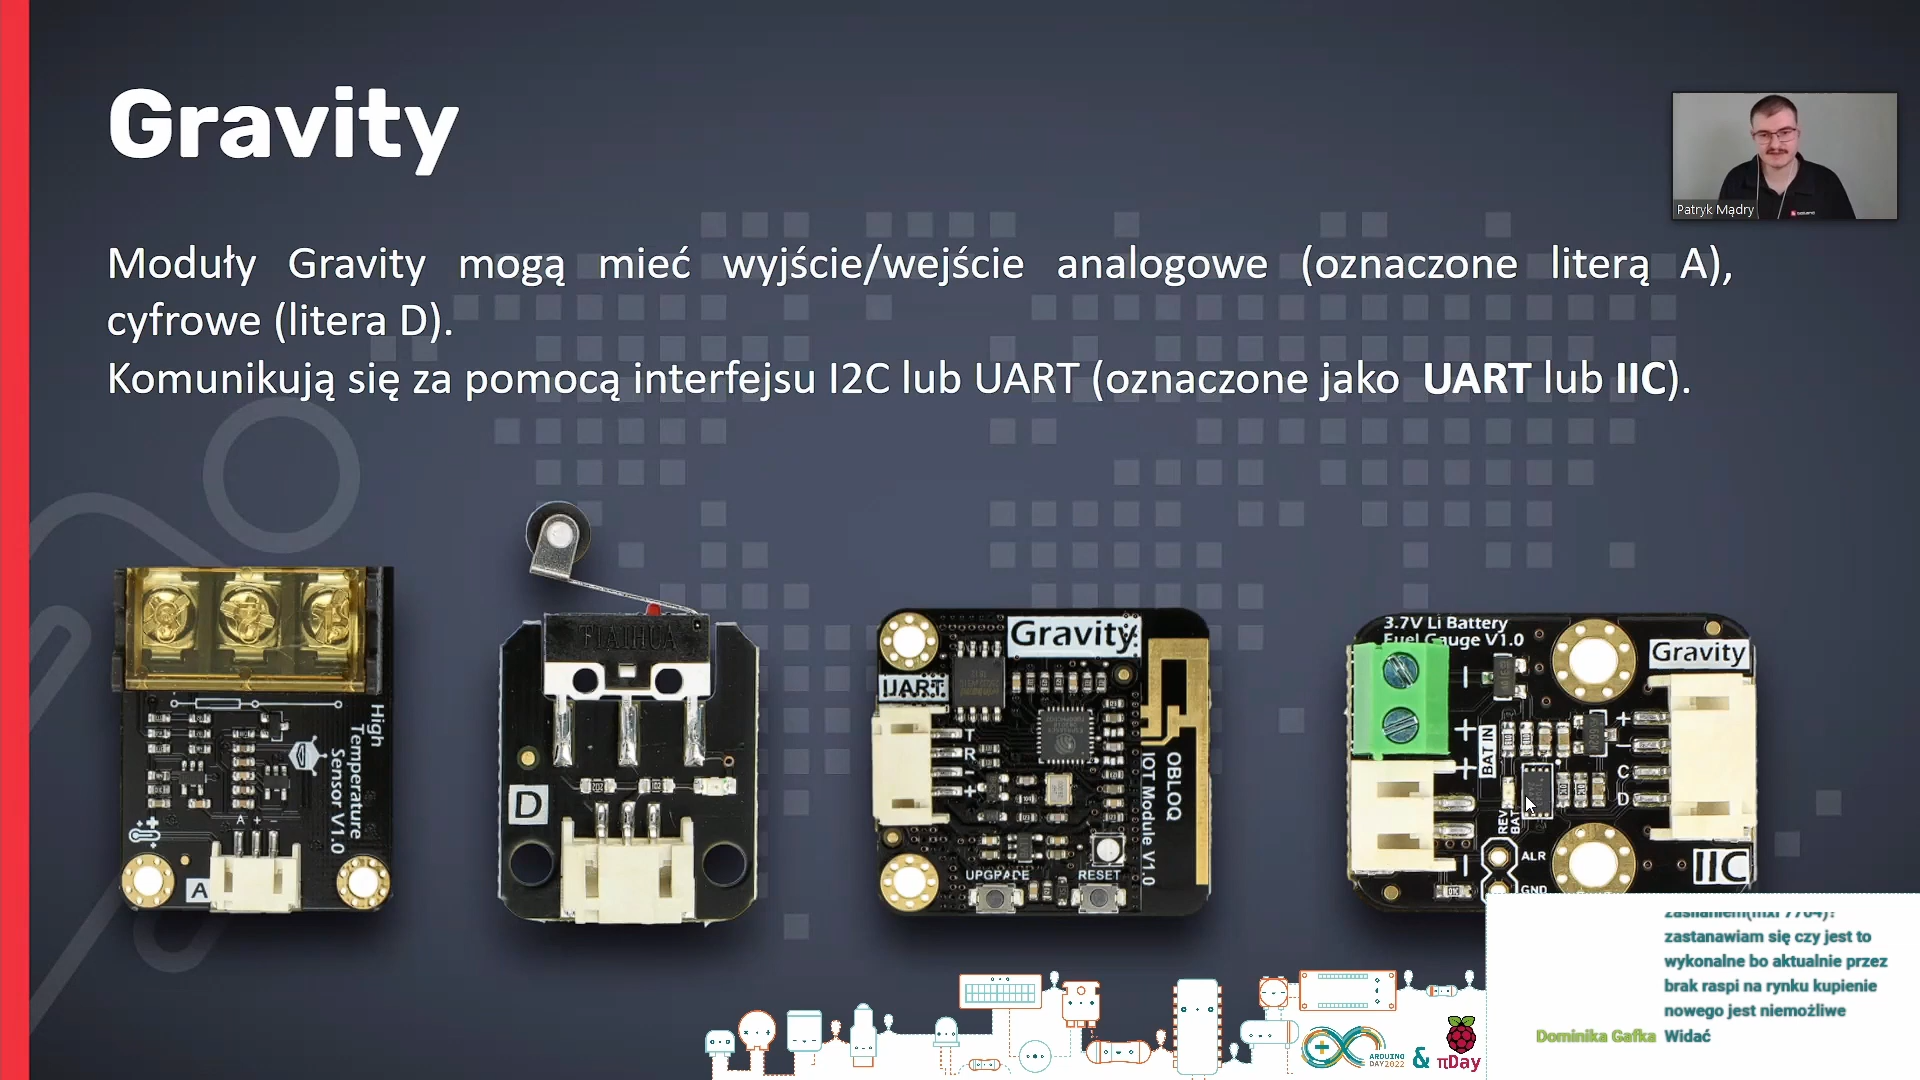 Gravity
Patryk Mądry
Moduły Gravity mogą mieć wyjście/wejście analogowe (oznaczone literą A),
cyfrowe (litera D).
Komunikują się za pomocą interfejsu I2C lub UART (oznaczone jako UART lub IIC).
High
Temperature
Sensor V1.0
A + -
A
TIAIHUA
D
Gravity
UART
T
R
-
+
OBLOQ
IOT Module V1.0
UPGRADE
RESET
3.7V Li Battery
Fuel Gauge V1.0
Gravity
-
+
BAT IN
+
-
+
-
C
D
ALR
GND
IIC
zastanawiam się czy jest to
wykonalne bo aktualnie przez
brak raspi na rynku kupienie
nowego jest niemożliwe
Dominika Gafka Widać
ARDUINO
DAY2022
&
πDay